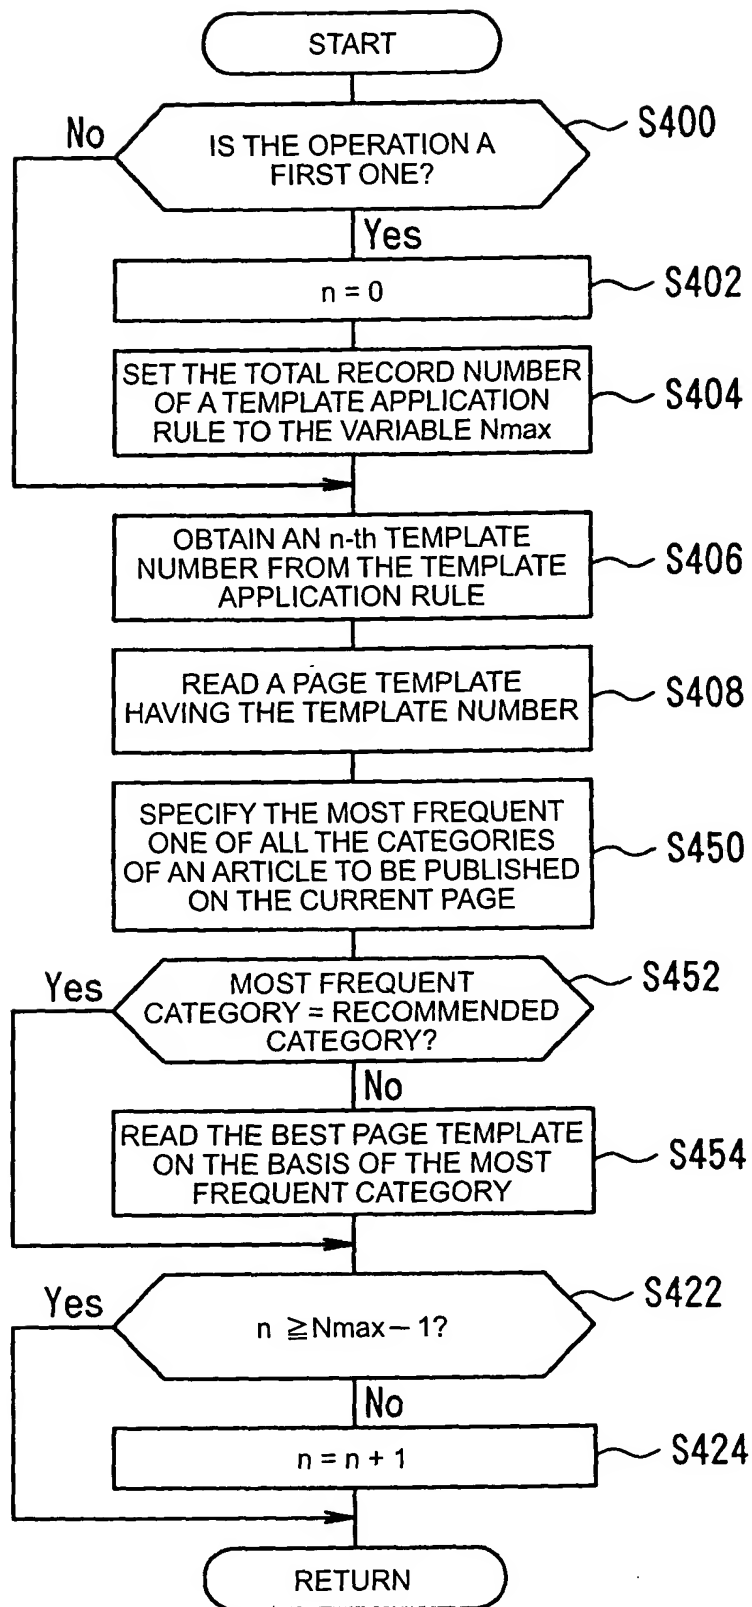 START
No
IS THE OPERATION A
FIRST ONE?
S400
Yes
n = 0
S402
SET THE TOTAL RECORD NUMBER
OF A TEMPLATE APPLICATION
RULE TO THE VARIABLE Nmax
S404
OBTAIN AN n-th TEMPLATE
NUMBER FROM THE TEMPLATE
APPLICATION RULE
S406
READ A PAGE TEMPLATE
HAVING THE TEMPLATE NUMBER
S408
SPECIFY THE MOST FREQUENT
ONE OF ALL THE CATEGORIES
OF AN ARTICLE TO BE PUBLISHED
ON THE CURRENT PAGE
S450
Yes
MOST FREQUENT
CATEGORY = RECOMMENDED
CATEGORY?
S452
No
READ THE BEST PAGE TEMPLATE
ON THE BASIS OF THE MOST
FREQUENT CATEGORY
S454
Yes
n ≧Nmax－1?
S422
No
n = n + 1
S424
RETURN